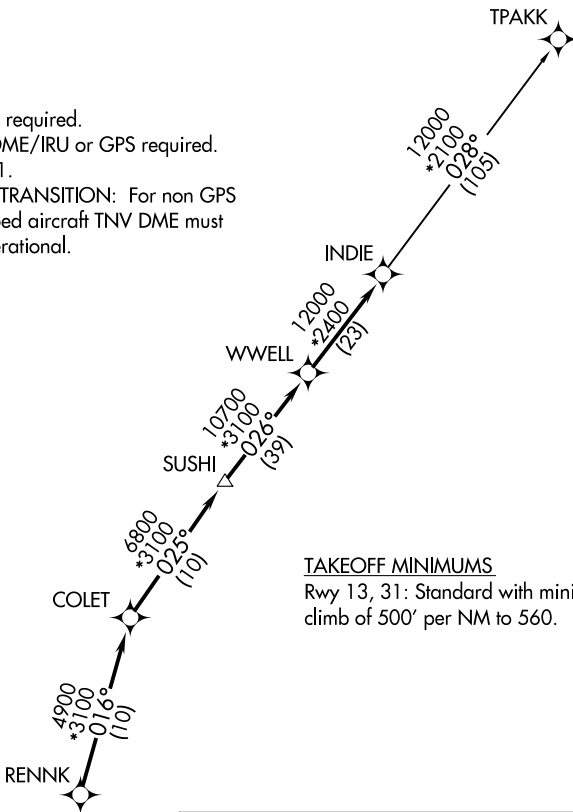 TPAKK
required.
DME/IRU or GPS required.
1.
TRANSITION: For non GPS
ed aircraft TNV DME must
erational.
12000
*2100
028°
(105)
INDIE
12000
*2400
(23)
WWELL
10700
*3100
026°
(39)
SUSHI
6800
*3100
025°
(10)
TAKEOFF MINIMUMS
Rwy 13, 31: Standard with mini
climb of 500' per NM to 560.
COLET
4900
*3100
016°
(10)
RENNK